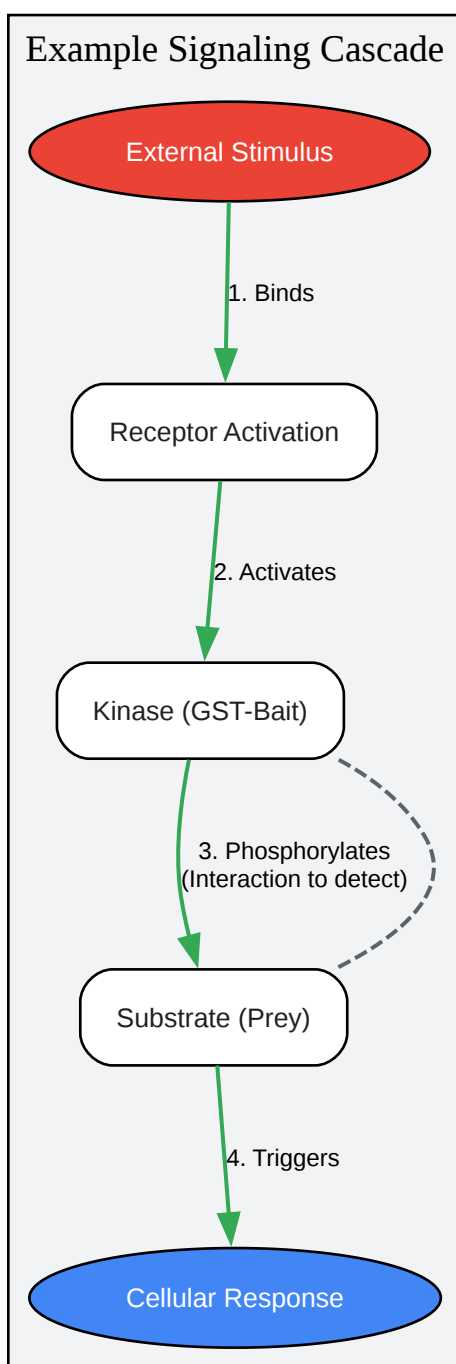 Example Signaling Cascade
External Stimulus
1. Binds
Receptor Activation
2. Activates
Kinase (GST-Bait)
3. Phosphorylates
(Interaction to detect)
Substrate (Prey)
4. Triggers
Cellular Response